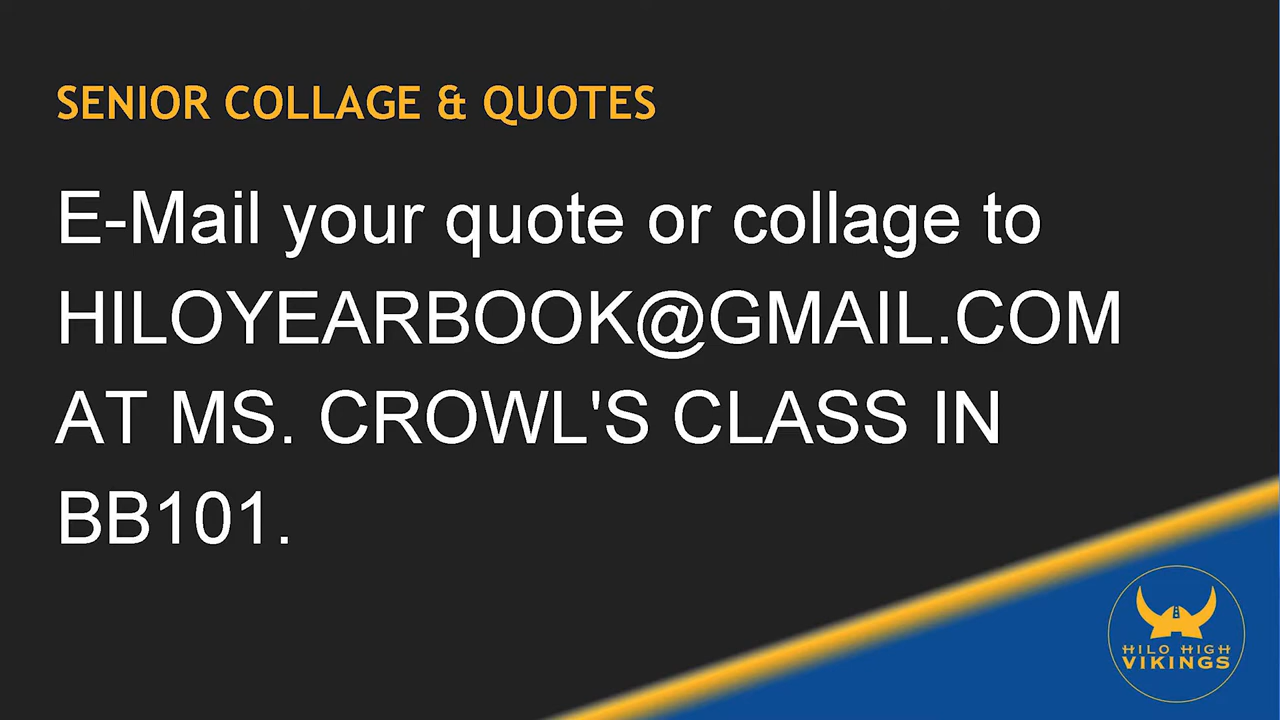 SENIOR COLLAGE & QUOTES
E-Mail your quote or collage to
HILOYEARBOOK@GMAIL.COM
AT MS. CROWL'S CLASS IN
BB101.
HILO HIGH
VIKINGS